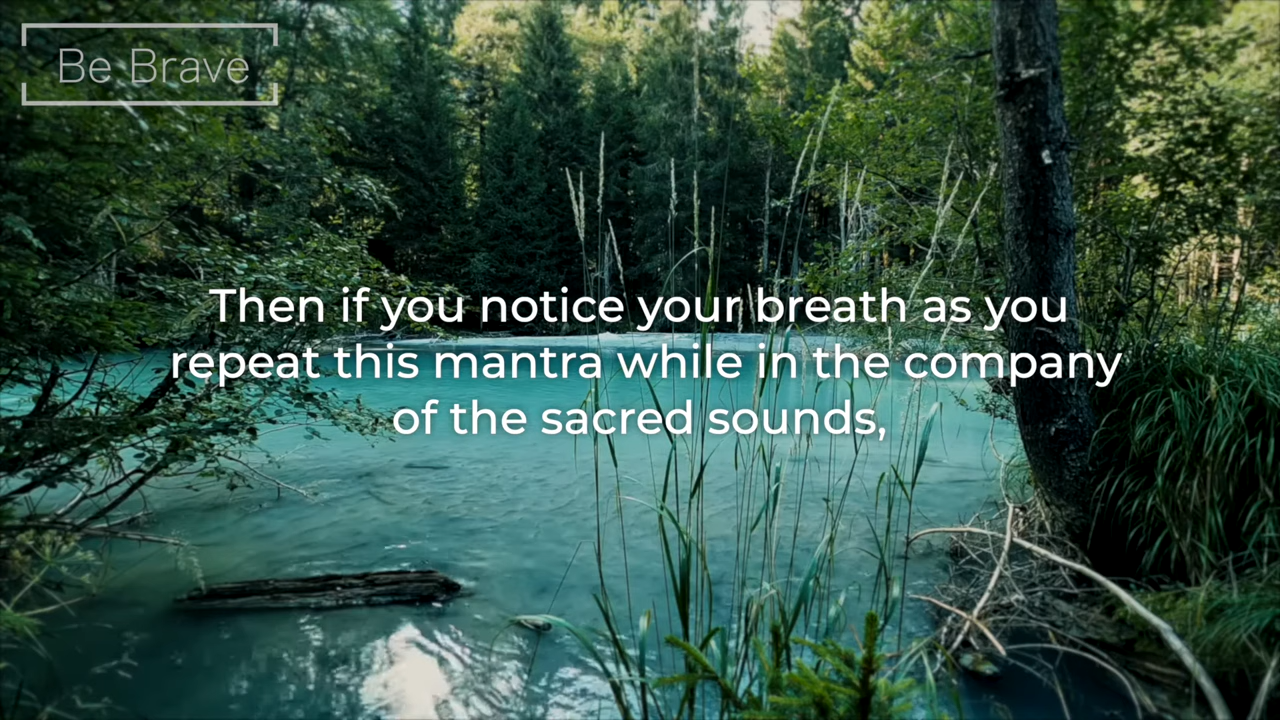 Be Brave
Then if you notice your breath as you
repeat this mantra while in the company
of the sacred sounds,